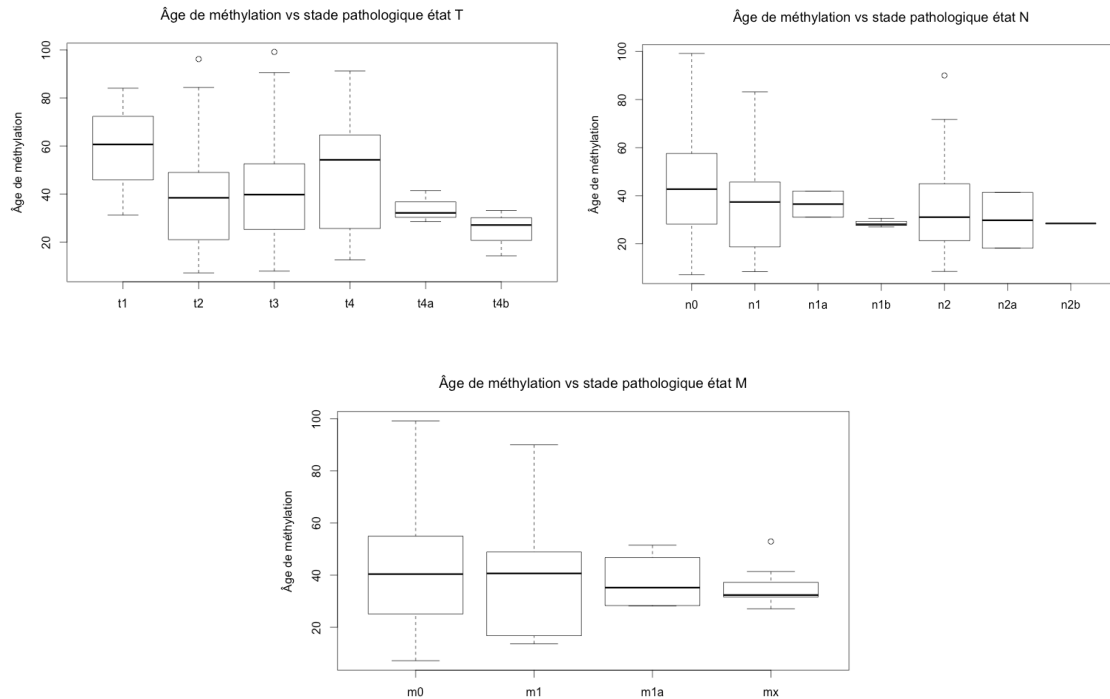 Âge de méthylation vs stade pathologique état T
Âge de méthylation
100
80
60
40
20
t1 t2 t3 t4 t4a t4b
Âge de méthylation vs stade pathologique état N
Âge de méthylation
100
80
60
40
20
n0 n1 n1a n1b n2 n2a n2b
Âge de méthylation vs stade pathologique état M
Âge de méthylation
100
80
60
40
20
m0 m1 m1a mx